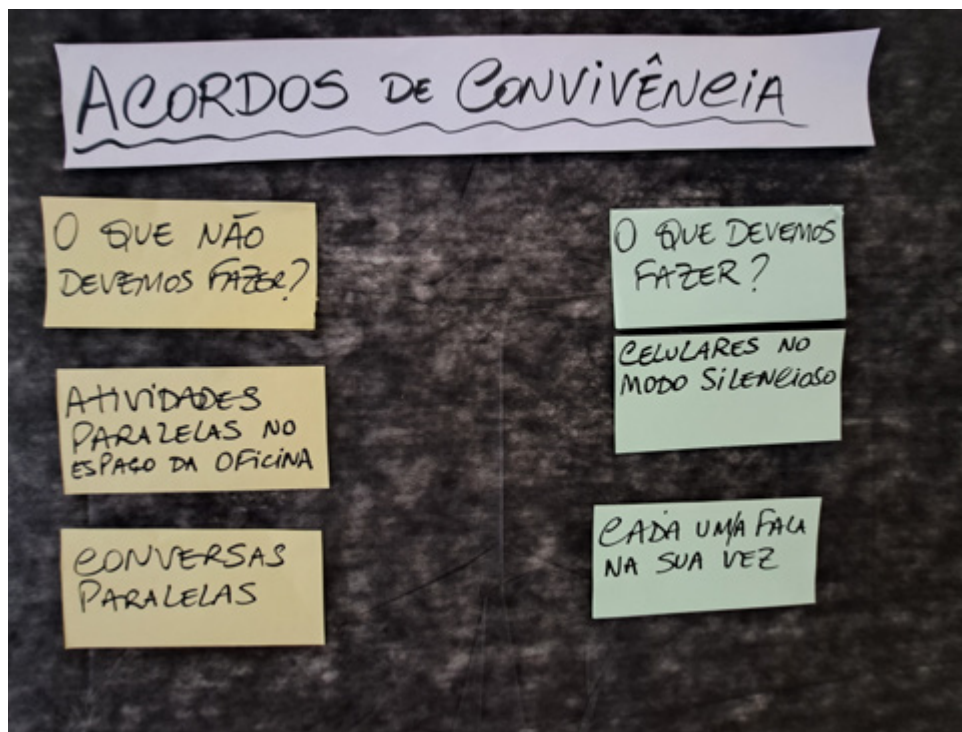 ACORDOS DE CONVIVÊNCIA
O QUE NÃO
DEVEMOS FAZER?
ATIVIDADES
PARALELAS NO
ESPAÇO DA OFICINA
CONVERSAS
PARALELAS
O QUE DEVEMOS
FAZER?
CELULARES NO
MODO SILENCIOSO
CADA UM/A FALA
NA SUA VEZ